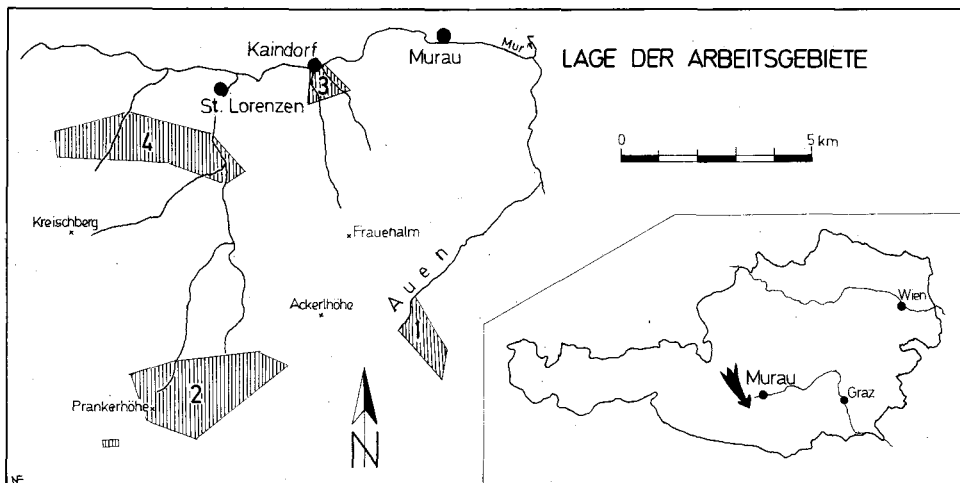 LAGE DER ARBEITSGEBIETE
Kaindorf
Murau
Mur
St. Lorenzen
3
4
0
5 km
Kreischberg
Frauenalm
Auen
Ackerlhöhe
1
2
Prankerhöhe
N
Wien
Murau
Graz
NE